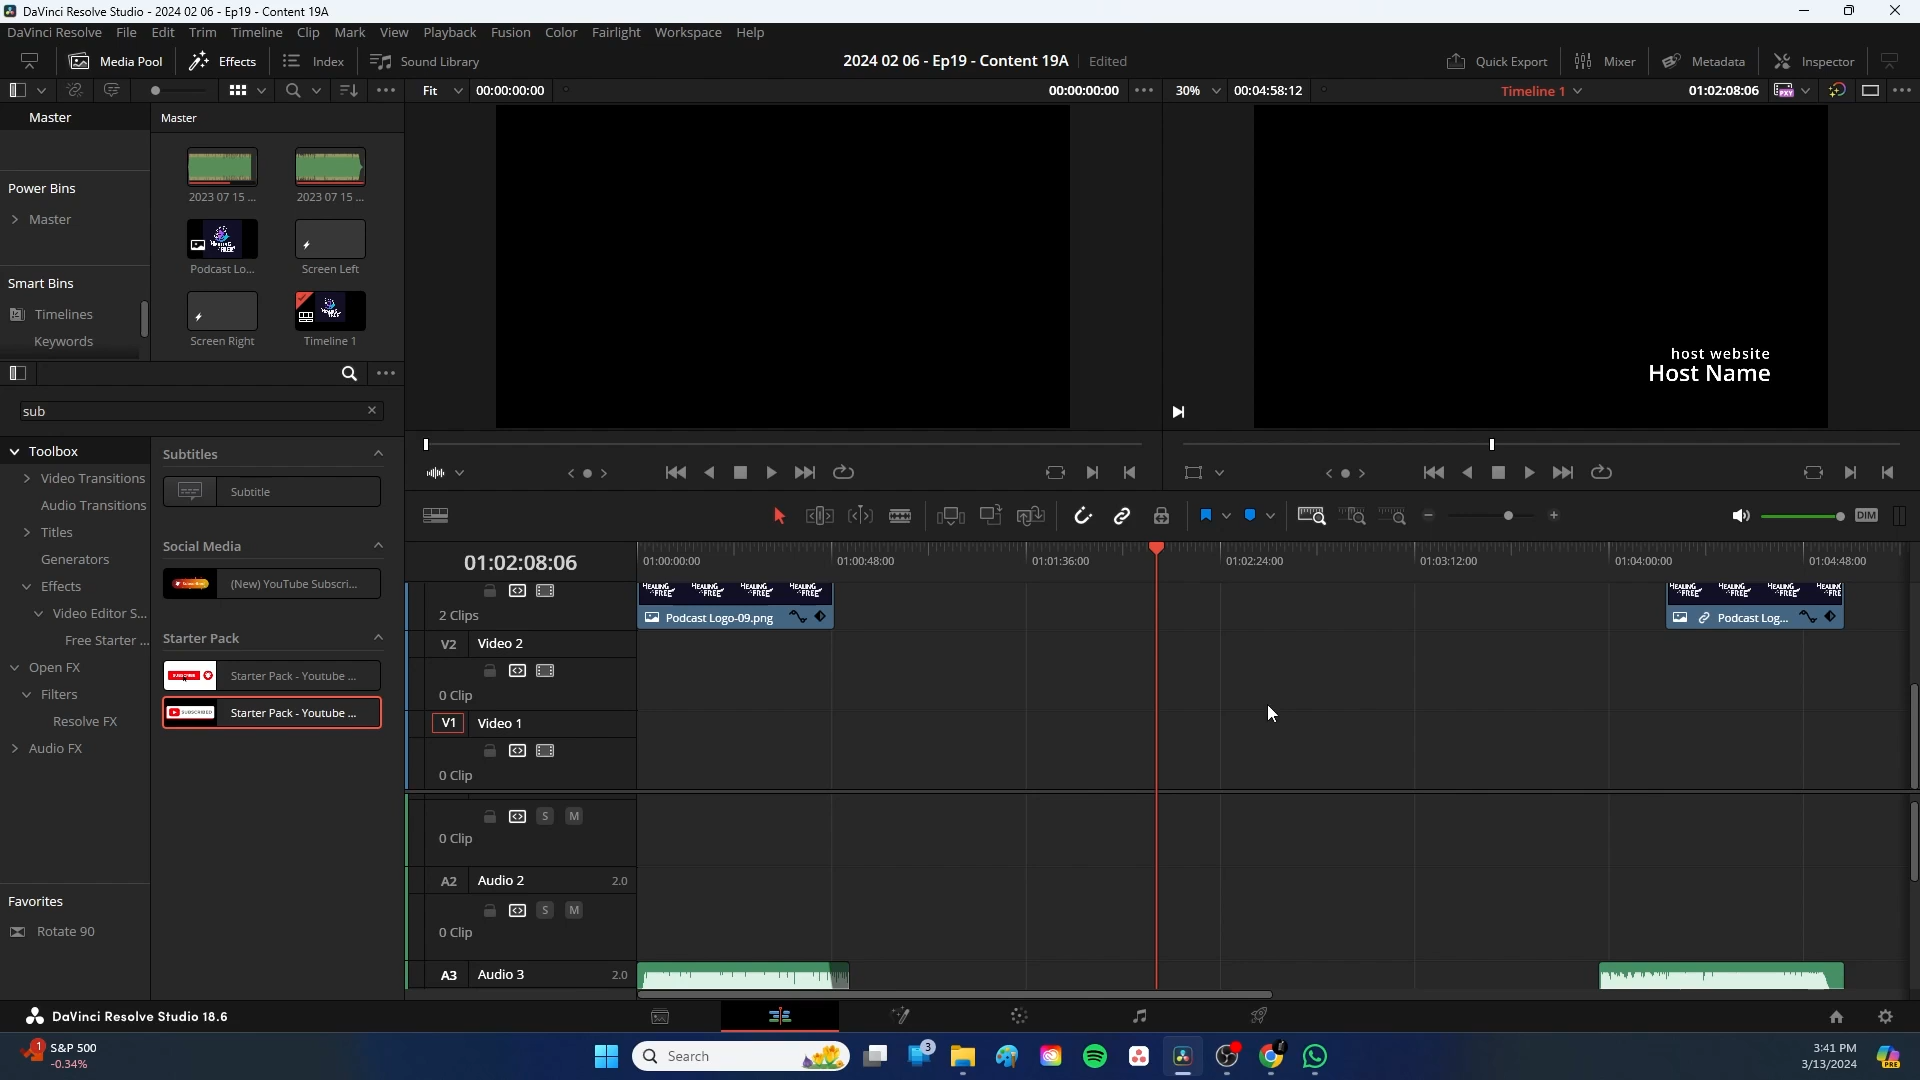 DaVinci Resolve Studio - 2024 02 06 - Ep19 - Content 19A
DaVinci Resolve File Edit Trim Timeline Clip Mark View Playback Fusion Color Fairlight Workspace Help
Media Pool Effects Index Sound Library 2024 02 06 - Ep19 - Content 19A Edited Quick Export Mixer Metadata Inspector
Fit 00:00:00:00 00:00:00:00 30% 00:04:58:12 Timeline 1 01:02:08:06 PXY
Master Master
2023 07 15 ... 2023 07 15 ...
Power Bins
Master
HEALING FREE
Podcast Lo... Screen Left
Smart Bins
Timelines
Keywords
Screen Right Timeline 1
host website
Host Name
sub
Toolbox
Video Transitions
Audio Transitions
Titles
Generators
Effects
Video Editor S...
Free Starter ...
Open FX
Filters
Resolve FX
Audio FX
Favorites
Rotate 90
Subtitles
Subtitle
Social Media
(New) YouTube Subscri...
Starter Pack
Starter Pack - Youtube ...
SUBSCRIBED Starter Pack - Youtube ...
DIM
01:02:08:06 01:00:00:00 01:00:48:00 01:01:36:00 01:02:24:00 01:03:12:00 01:04:00:00 01:04:48:00
HEALING FREE HEALING FREE HEALING FREE HEALING FREE
2 Clips Podcast Logo-09.png Podcast Log...
V2 Video 2
0 Clip
V1 Video 1
0 Clip
S M
0 Clip
A2 Audio 2 2.0
S M
0 Clip
A3 Audio 3 2.0
DaVinci Resolve Studio 18.6
1 S&P 500
-0.34%
Search
3
3:41 PM
3/13/2024
PRE